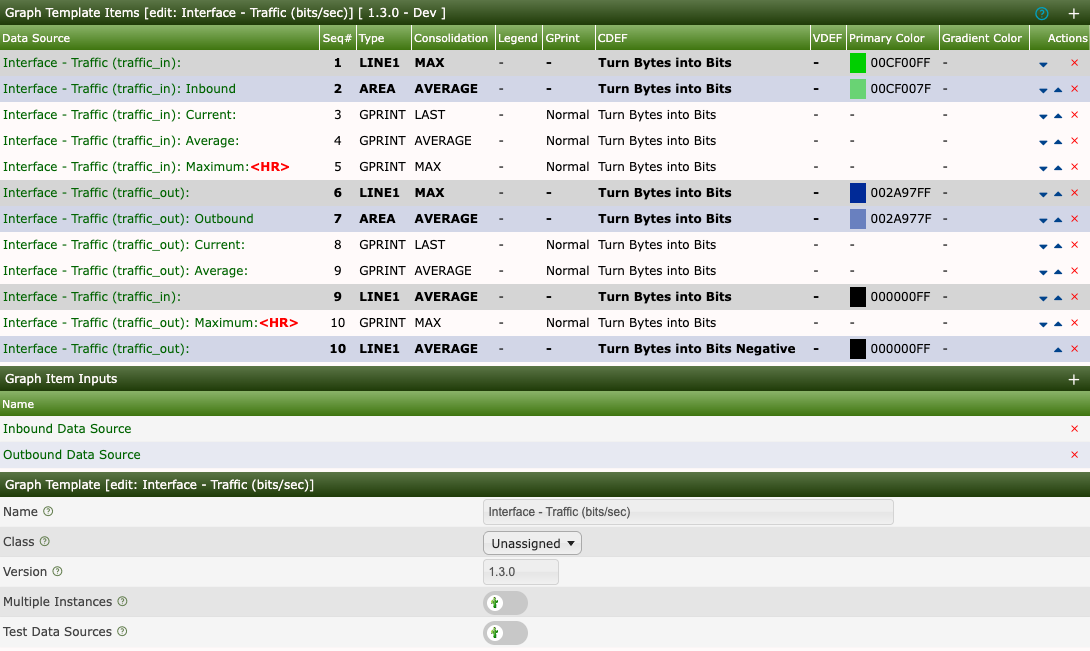 Graph Template Items [edit: Interface - Traffic (bits/sec)] [ 1.3.0 - Dev ]
Data Source Seq# Type Consolidation Legend GPrint CDEF VDEF Primary Color Gradient Color Actions
Interface - Traffic (traffic_in): 1 LINE1 MAX - - Turn Bytes into Bits - 00CF00FF -
Interface - Traffic (traffic_in): Inbound 2 AREA AVERAGE - - Turn Bytes into Bits - 00CF007F -
Interface - Traffic (traffic_in): Current: 3 GPRINT LAST - Normal Turn Bytes into Bits - - -
Interface - Traffic (traffic_in): Average: 4 GPRINT AVERAGE - Normal Turn Bytes into Bits - - -
Interface - Traffic (traffic_in): Maximum:<HR> 5 GPRINT MAX - Normal Turn Bytes into Bits - - -
Interface - Traffic (traffic_out): 6 LINE1 MAX - - Turn Bytes into Bits - 002A97FF -
Interface - Traffic (traffic_out): Outbound 7 AREA AVERAGE - - Turn Bytes into Bits - 002A977F -
Interface - Traffic (traffic_out): Current: 8 GPRINT LAST - Normal Turn Bytes into Bits - - -
Interface - Traffic (traffic_out): Average: 9 GPRINT AVERAGE - Normal Turn Bytes into Bits - - -
Interface - Traffic (traffic_in): 9 LINE1 AVERAGE - - Turn Bytes into Bits - 000000FF -
Interface - Traffic (traffic_out): Maximum:<HR> 10 GPRINT MAX - Normal Turn Bytes into Bits - - -
Interface - Traffic (traffic_out): 10 LINE1 AVERAGE - - Turn Bytes into Bits Negative - 000000FF -
Graph Item Inputs
Name
Inbound Data Source
Outbound Data Source
Graph Template [edit: Interface - Traffic (bits/sec)]
Name Interface - Traffic (bits/sec)
Class Unassigned
Version 1.3.0
Multiple Instances
Test Data Sources